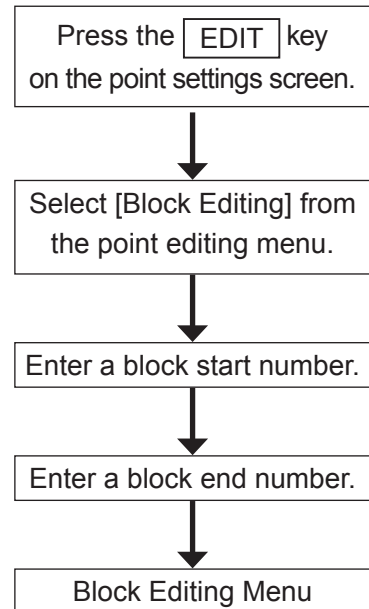 Press the EDIT key
on the point settings screen.
Select [Block Editing] from
the point editing menu.
Enter a block start number.
Enter a block end number.
Block Editing Menu